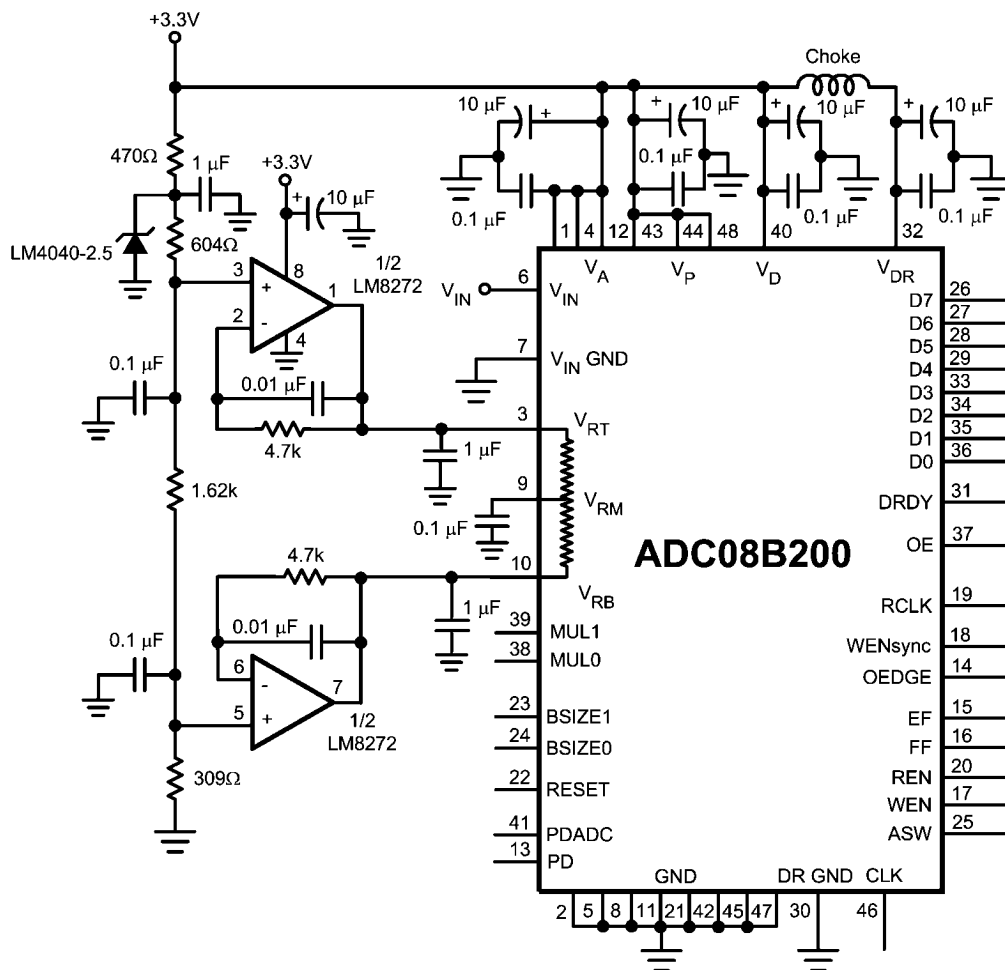 +3.3V
Choke
10 µF
+
+
10 µF
+
10 µF
+
10 µF
470Ω
1 µF
+3.3V
0.1 µF
+
10 µF
0.1 µF
0.1 µF
0.1 µF
LM4040-2.5
604Ω
1
4
12
43
44
48
40
32
1/2
LM8272
3
+
8
1
2
-
4
V_IN
6
V_IN
V_A
V_P
V_D
V_DR
D7
26
D6
27
7
V_IN GND
D5
28
D4
29
0.1 µF
0.01 µF
D3
33
D2
34
3
V_RT
D1
35
4.7k
1 µF
D0
36
1.62k
9
V_RM
DRDY
31
0.1 µF
ADC08B200
OE
37
4.7k
10
V_RB
1 µF
RCLK
19
0.01 µF
39
MUL1
WENsync
18
0.1 µF
38
MUL0
OEDGE
14
6
-
7
5
+
1/2
LM8272
23
BSIZE1
EF
15
24
BSIZE0
FF
16
309Ω
22
RESET
REN
20
WEN
17
41
PDADC
ASW
25
13
PD
GND
DR GND
CLK
2
5
8
11
21
42
45
47
30
46